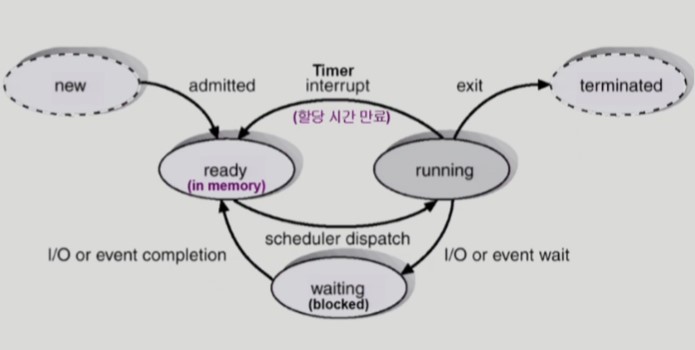 new
admitted
Timer
interrupt
(할당 시간 만료)
exit
terminated
ready
(in memory)
running
scheduler dispatch
I/O or event completion
I/O or event wait
waiting
(blocked)